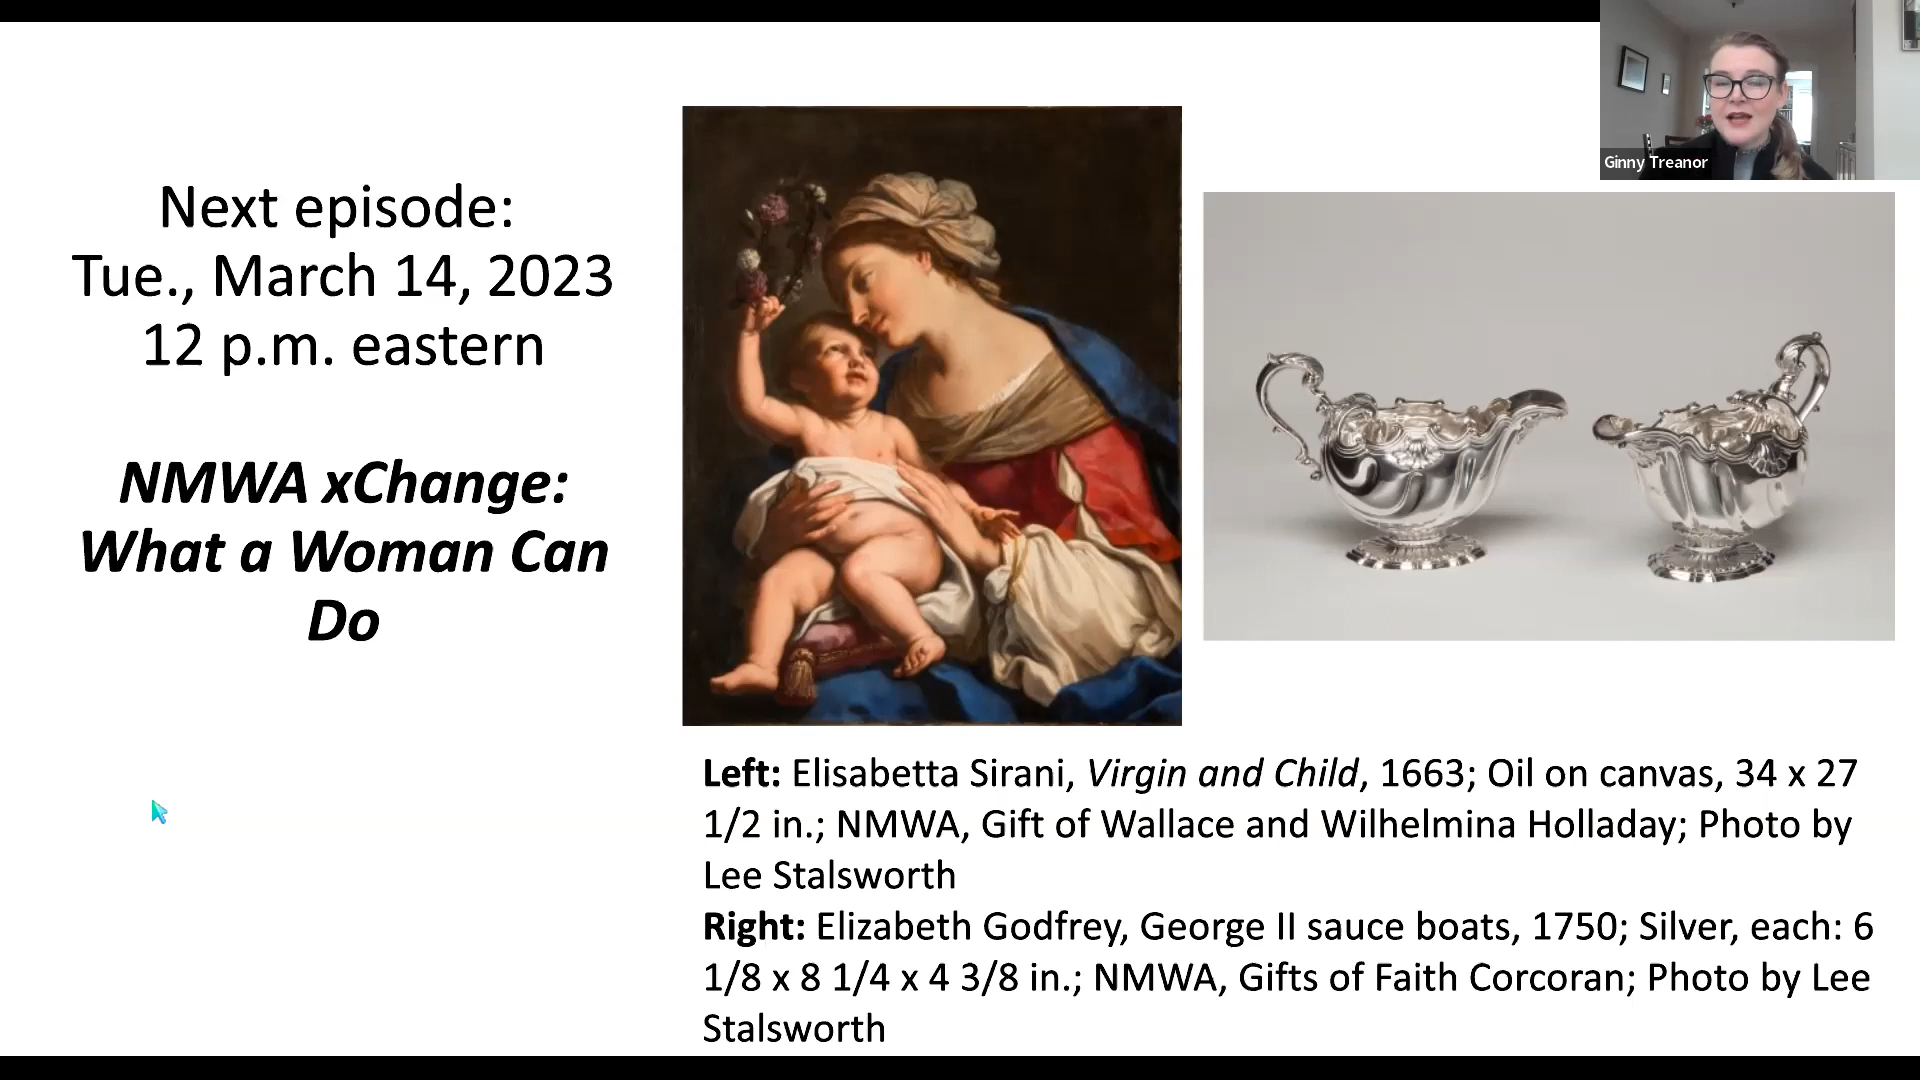 Ginny Treanor
Next episode:
Tue., March 14, 2023
12 p.m. eastern
NMWA xChange:
What a Woman Can
Do
Left: Elisabetta Sirani, Virgin and Child, 1663; Oil on canvas, 34 x 27
1/2 in.; NMWA, Gift of Wallace and Wilhelmina Holladay; Photo by
Lee Stalsworth
Right: Elizabeth Godfrey, George II sauce boats, 1750; Silver, each: 6
1/8 x 8 1/4 x 4 3/8 in.; NMWA, Gifts of Faith Corcoran; Photo by Lee
Stalsworth